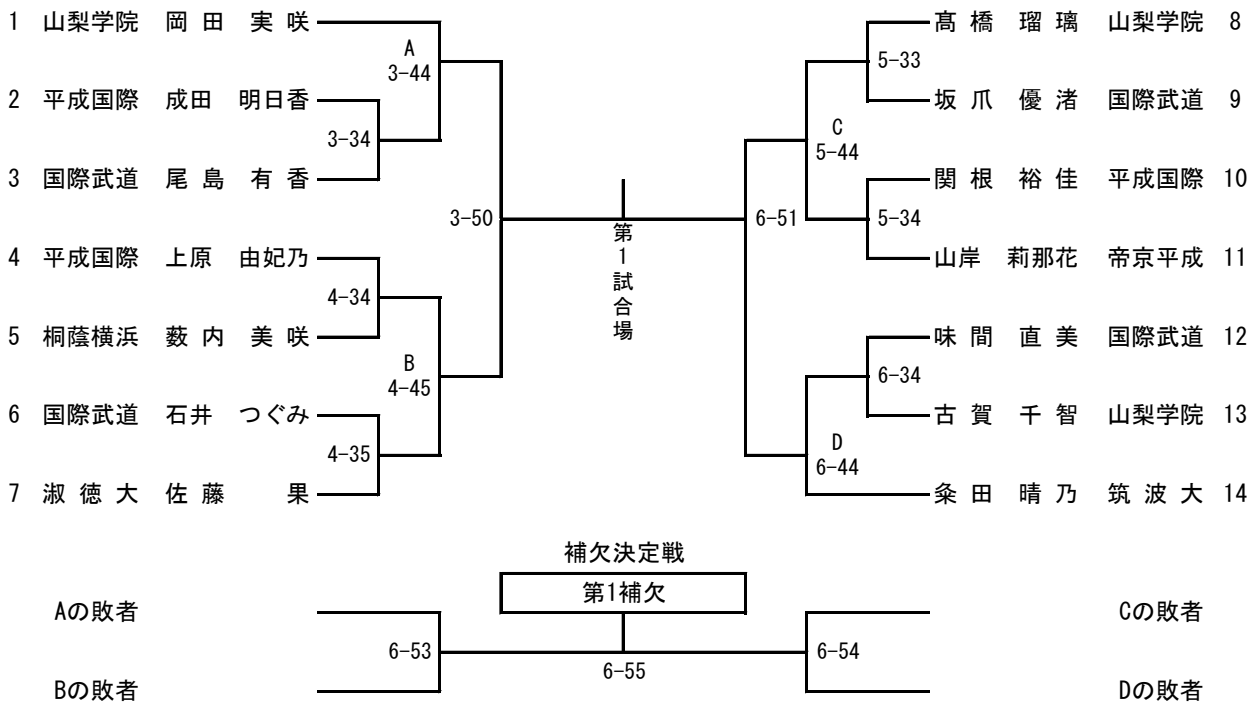 1 山梨学院 岡田 実咲
A
3-44
2 平成国際 成田 明日香
3-34
3 国際武道 尾島 有香
3-50
4 平成国際 上原 由妃乃
4-34
5 桐蔭横浜 薮内 美咲
B
4-45
6 国際武道 石井 つぐみ
4-35
7 淑徳大 佐藤 果
第1試合場
髙橋 瑠璃 山梨学院 8
5-33
坂爪 優渚 国際武道 9
C
5-44
関根 裕佳 平成国際 10
5-34
山岸 莉那花 帝京平成 11
6-51
味間 直美 国際武道 12
6-34
古賀 千智 山梨学院 13
D
6-44
粂田 晴乃 筑波大 14
補欠決定戦
第1補欠
Aの敗者
6-53
Bの敗者
6-55
Cの敗者
6-54
Dの敗者